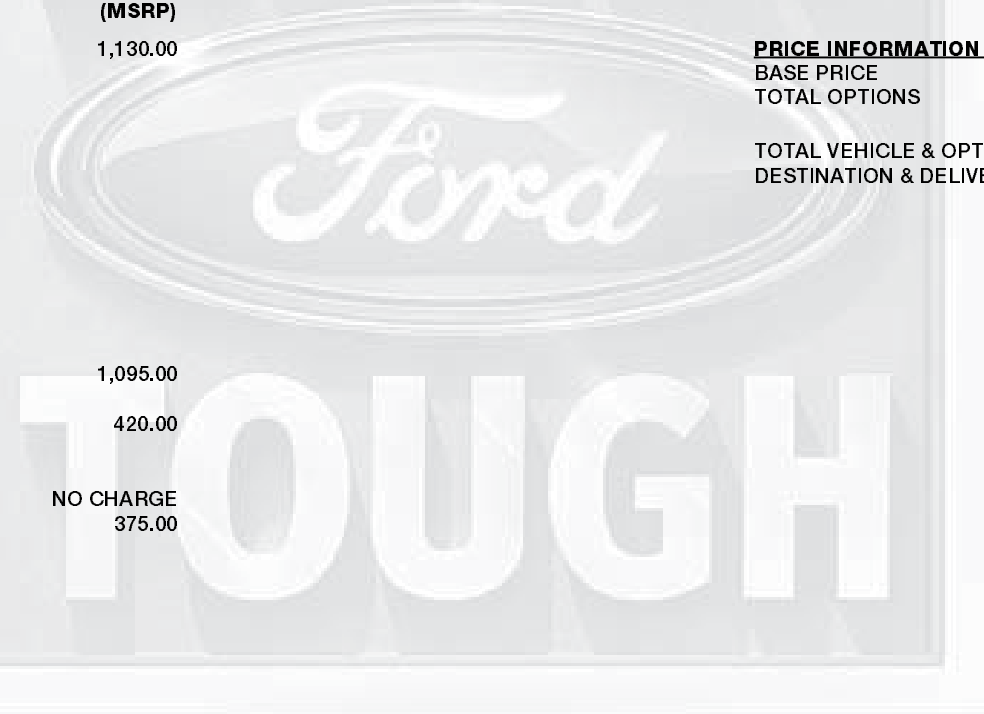 (MSRP)
1,130.00
PRICE INFORMATION
BASE PRICE
TOTAL OPTIONS
TOTAL VEHICLE & OPT
DESTINATION & DELIVE
Ford
1,095.00
420.00
NO CHARGE
375.00
TOUGH